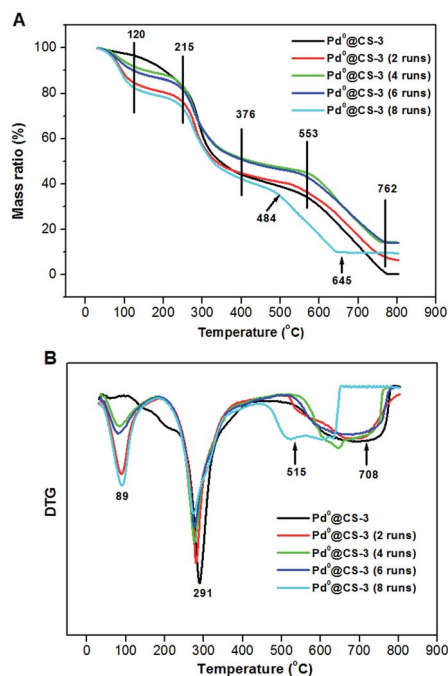 A
120
215
Pd⁰@CS-3
Pd⁰@CS-3 (2 runs)
Pd⁰@CS-3 (4 runs)
Pd⁰@CS-3 (6 runs)
Pd⁰@CS-3 (8 runs)
376
553
762
484
645
100
80
60
40
20
0
Mass ratio (%)
0 100 200 300 400 500 600 700 800 900
Temperature (°C)
B
DTG
89
291
515
708
Pd⁰@CS-3
Pd⁰@CS-3 (2 runs)
Pd⁰@CS-3 (4 runs)
Pd⁰@CS-3 (6 runs)
Pd⁰@CS-3 (8 runs)
0 100 200 300 400 500 600 700 800 900
Temperature (°C)